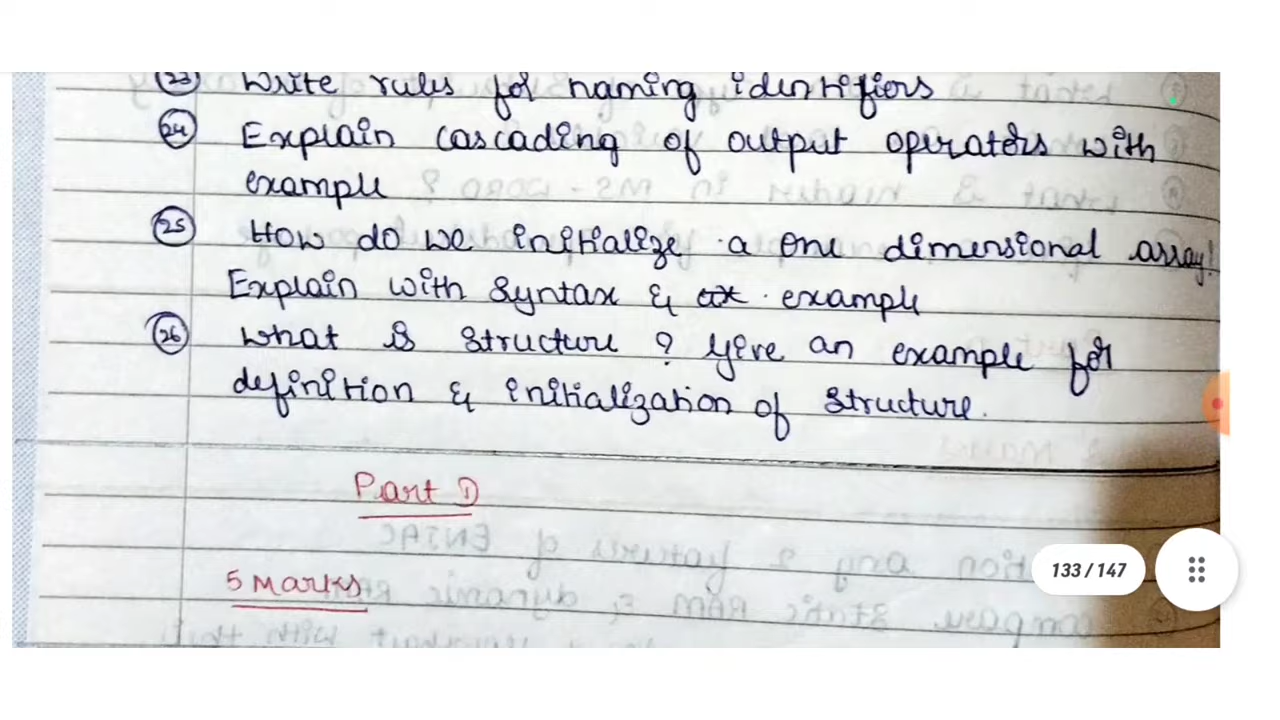 23 Write rules for naming identifiers
24 Explain cascading of output operators with
example
25 How do we initialize a one dimensional array!
Explain with syntax & example
26 What is structure ? Give an example for
definition & initialization of structure.
Part D
133 / 147
5 Marks